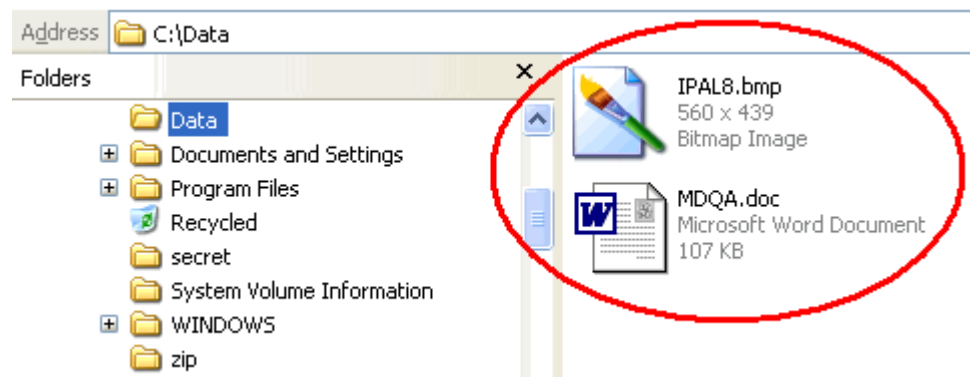 Address C:\Data
Folders
Data
Documents and Settings
Program Files
Recycled
secret
System Volume Information
WINDOWS
zip
IPAL8.bmp
560 x 439
Bitmap Image
MDQA.doc
Microsoft Word Document
107 KB